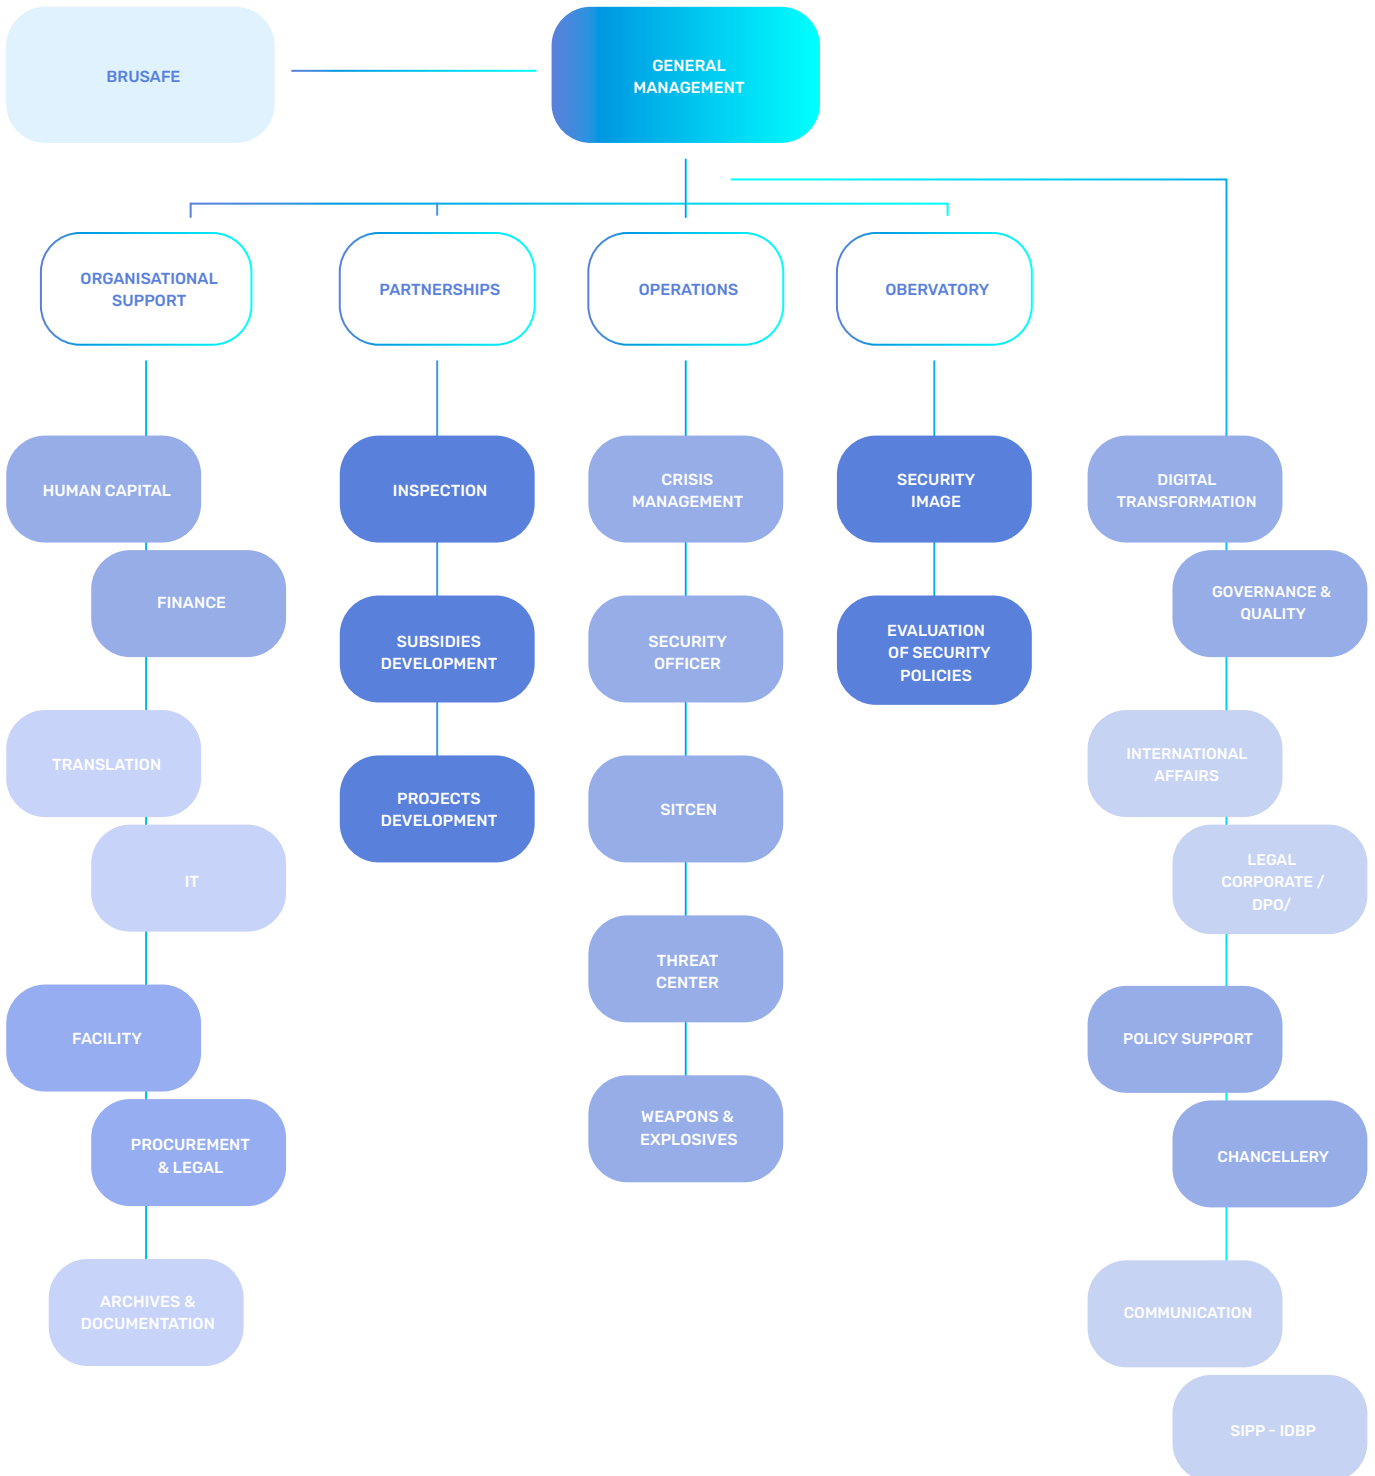 BRUSAFE
GENERAL
MANAGEMENT
ORGANISATIONAL
SUPPORT
PARTNERSHIPS
OPERATIONS
OBERVATORY
HUMAN CAPITAL
FINANCE
TRANSLATION
IT
FACILITY
PROCUREMENT
& LEGAL
ARCHIVES &
DOCUMENTATION
INSPECTION
SUBSIDIES
DEVELOPMENT
PROJECTS
DEVELOPMENT
CRISIS
MANAGEMENT
SECURITY
OFFICER
SITCEN
THREAT
CENTER
WEAPONS &
EXPLOSIVES
SECURITY
IMAGE
EVALUATION
OF SECURITY
POLICIES
DIGITAL
TRANSFORMATION
GOVERNANCE &
QUALITY
INTERNATIONAL
AFFAIRS
LEGAL
CORPORATE /
DPO/
POLICY SUPPORT
CHANCELLERY
COMMUNICATION
SIPP - IDBP